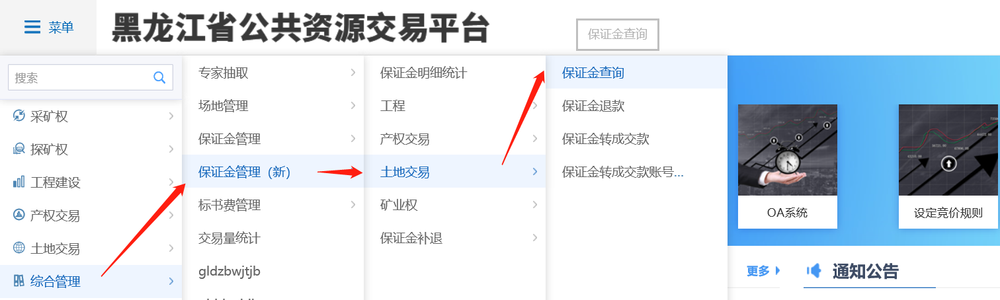 菜单
黑龙江省公共资源交易平台
保证金查询
搜索
采矿权
探矿权
工程建设
产权交易
土地交易
综合管理
专家抽取
场地管理
保证金管理
保证金管理（新）
标书费管理
交易量统计
gldzbwjtjb
保证金明细统计
工程
产权交易
土地交易
矿业权
保证金补退
保证金查询
保证金退款
保证金转成交款
保证金转成交款账号...
OA系统
设定竞价规则
更多
通知公告